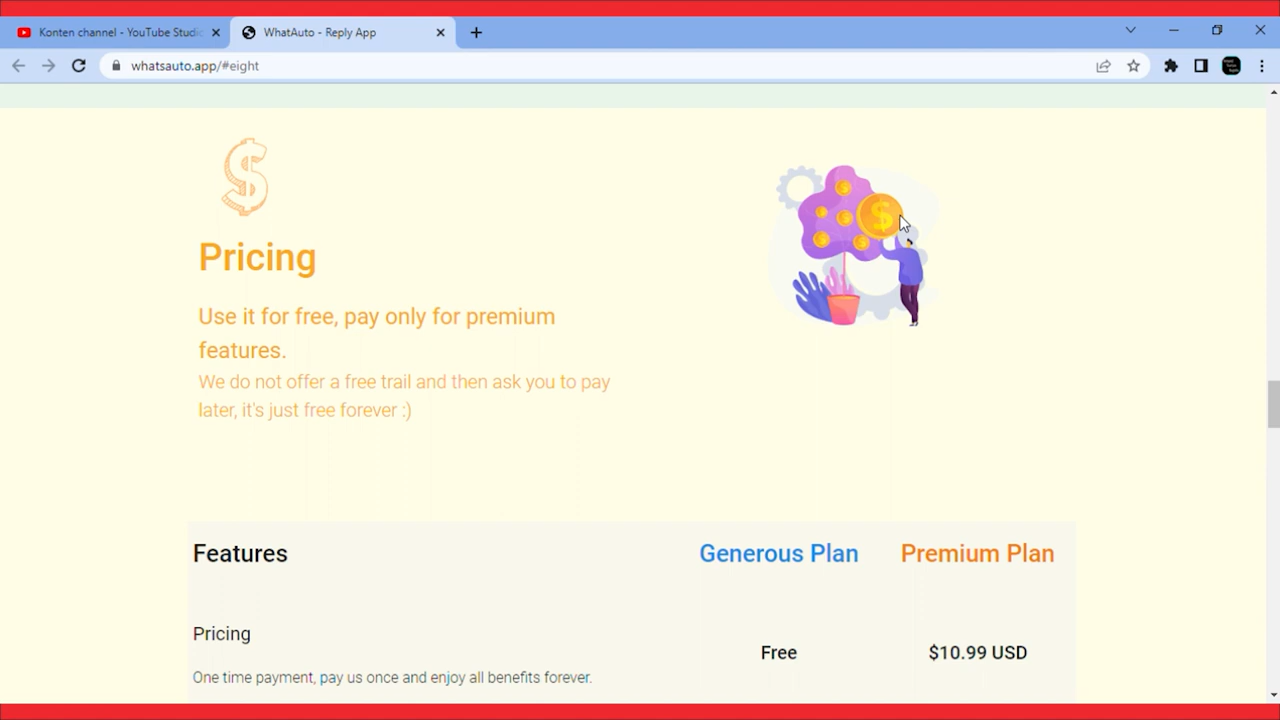 Konten channel - YouTube Studio
WhatAuto - Reply App
whatsauto.app/#eight
Pricing
Use it for free, pay only for premium
features.
We do not offer a free trail and then ask you to pay
later, it's just free forever :)
Features
Generous Plan
Premium Plan
Pricing
Free
$10.99 USD
One time payment, pay us once and enjoy all benefits forever.